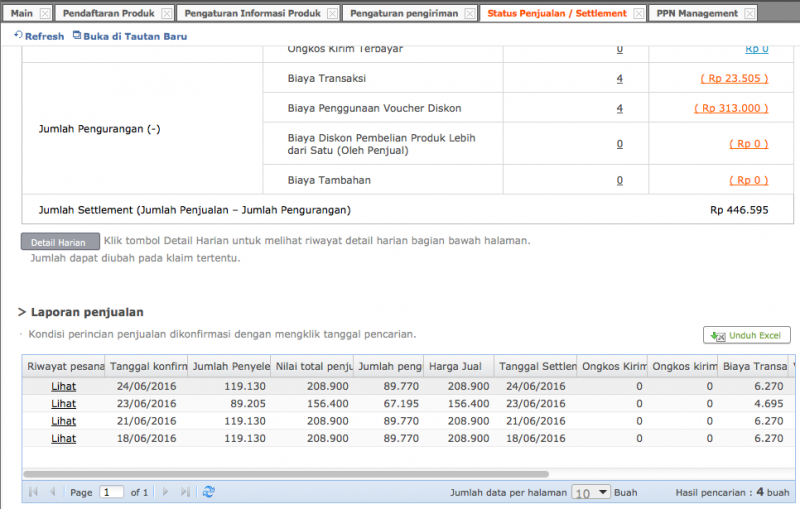 Main Pendaftaran Produk Pengaturan Informasi Produk Pengaturan pengiriman Status Penjualan / Settlement PPN Management
Refresh Buka di Tautan Baru
Ongkos Kirim Terbayar 0 Rp 0
Biaya Transaksi 4 ( Rp 23.505 )
Jumlah Pengurangan (-)
Biaya Penggunaan Voucher Diskon 4 ( Rp 313.000 )
Biaya Diskon Pembelian Produk Lebih
dari Satu (Oleh Penjual) 0 ( Rp 0 )
Biaya Tambahan 0 ( Rp 0 )
Jumlah Settlement (Jumlah Penjualan – Jumlah Pengurangan) Rp 446.595
Detail Harian Klik tombol Detail Harian untuk melihat riwayat detail harian bagian bawah halaman.
Jumlah dapat diubah pada klaim tertentu.
> Laporan penjualan
· Kondisi perincian penjualan dikonfirmasi dengan mengklik tanggal pencarian.
Unduh Excel
Riwayat pesana Tanggal konfirm Jumlah Penyele Nilai total penju Jumlah peng Harga Jual Tanggal Settlen Ongkos Kirim Ongkos kirim Biaya Transa
Lihat 24/06/2016 119.130 208.900 89.770 208.900 24/06/2016 0 0 6.270
Lihat 23/06/2016 89.205 156.400 67.195 156.400 23/06/2016 0 0 4.695
Lihat 21/06/2016 119.130 208.900 89.770 208.900 21/06/2016 0 0 6.270
Lihat 18/06/2016 119.130 208.900 89.770 208.900 18/06/2016 0 0 6.270
Page 1 of 1 Jumlah data per halaman 10 Buah Hasil pencarian : 4 buah